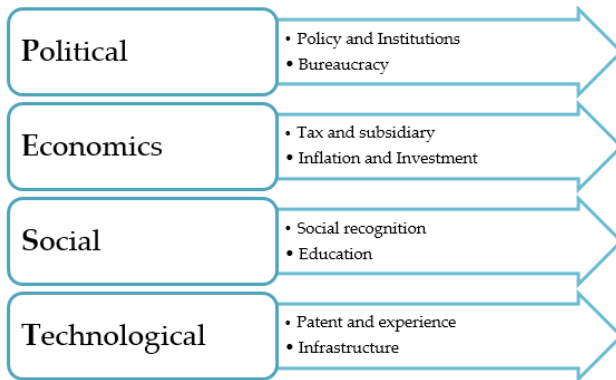 Political
• Policy and Institutions
• Bureaucracy
Economics
• Tax and subsidiary
• Inflation and Investment
Social
• Social recognition
• Education
Technological
• Patent and experience
• Infrastructure